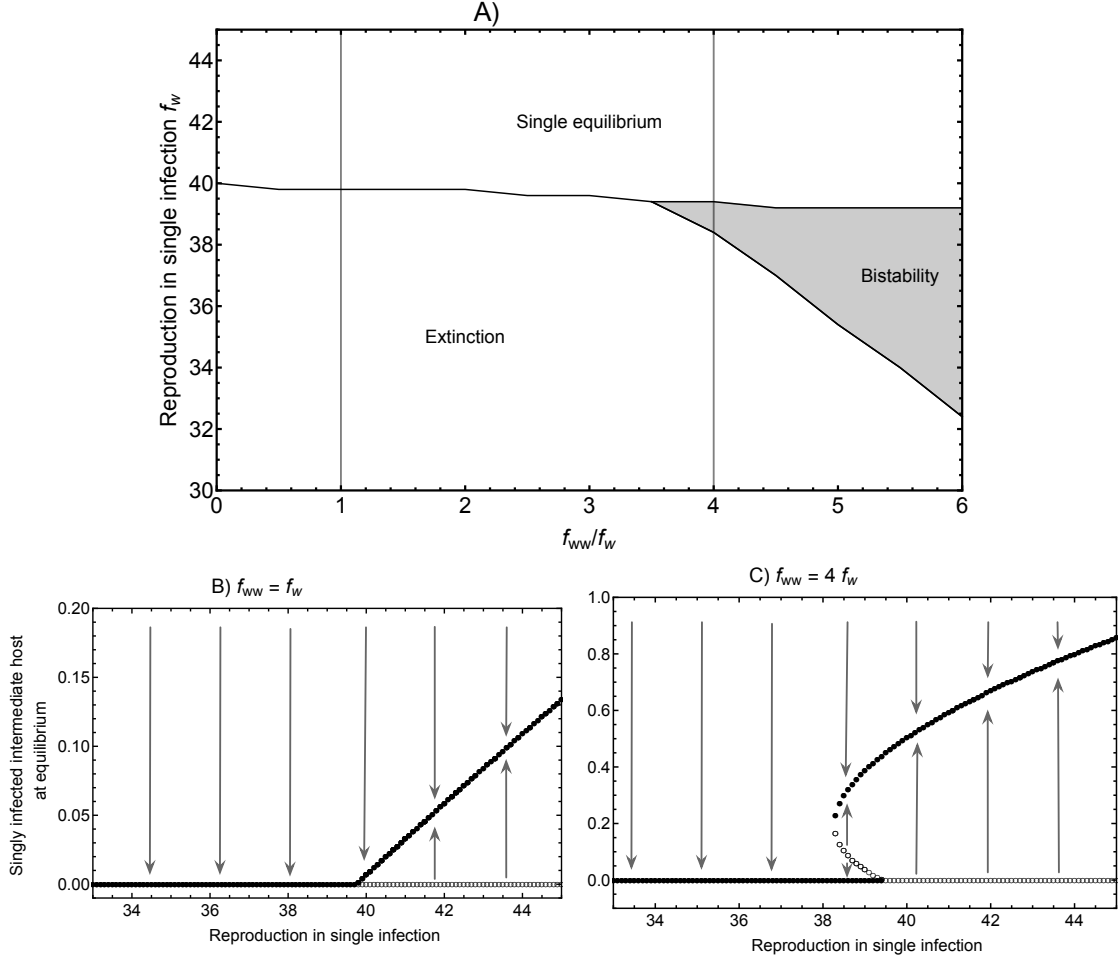 A)
Reproduction in single infection f_w
44
42
40
38
36
34
32
30
Single equilibrium
Extinction
Bistability
0 1 2 3 4 5 6
f_ww/f_w
B) f_ww = f_w
Singly infected intermediate host
at equilibrium
0.20
0.15
0.10
0.05
0.00
34 36 38 40 42 44
Reproduction in single infection
C) f_ww = 4 f_w
1.0
0.8
0.6
0.4
0.2
0.0
34 36 38 40 42 44
Reproduction in single infection